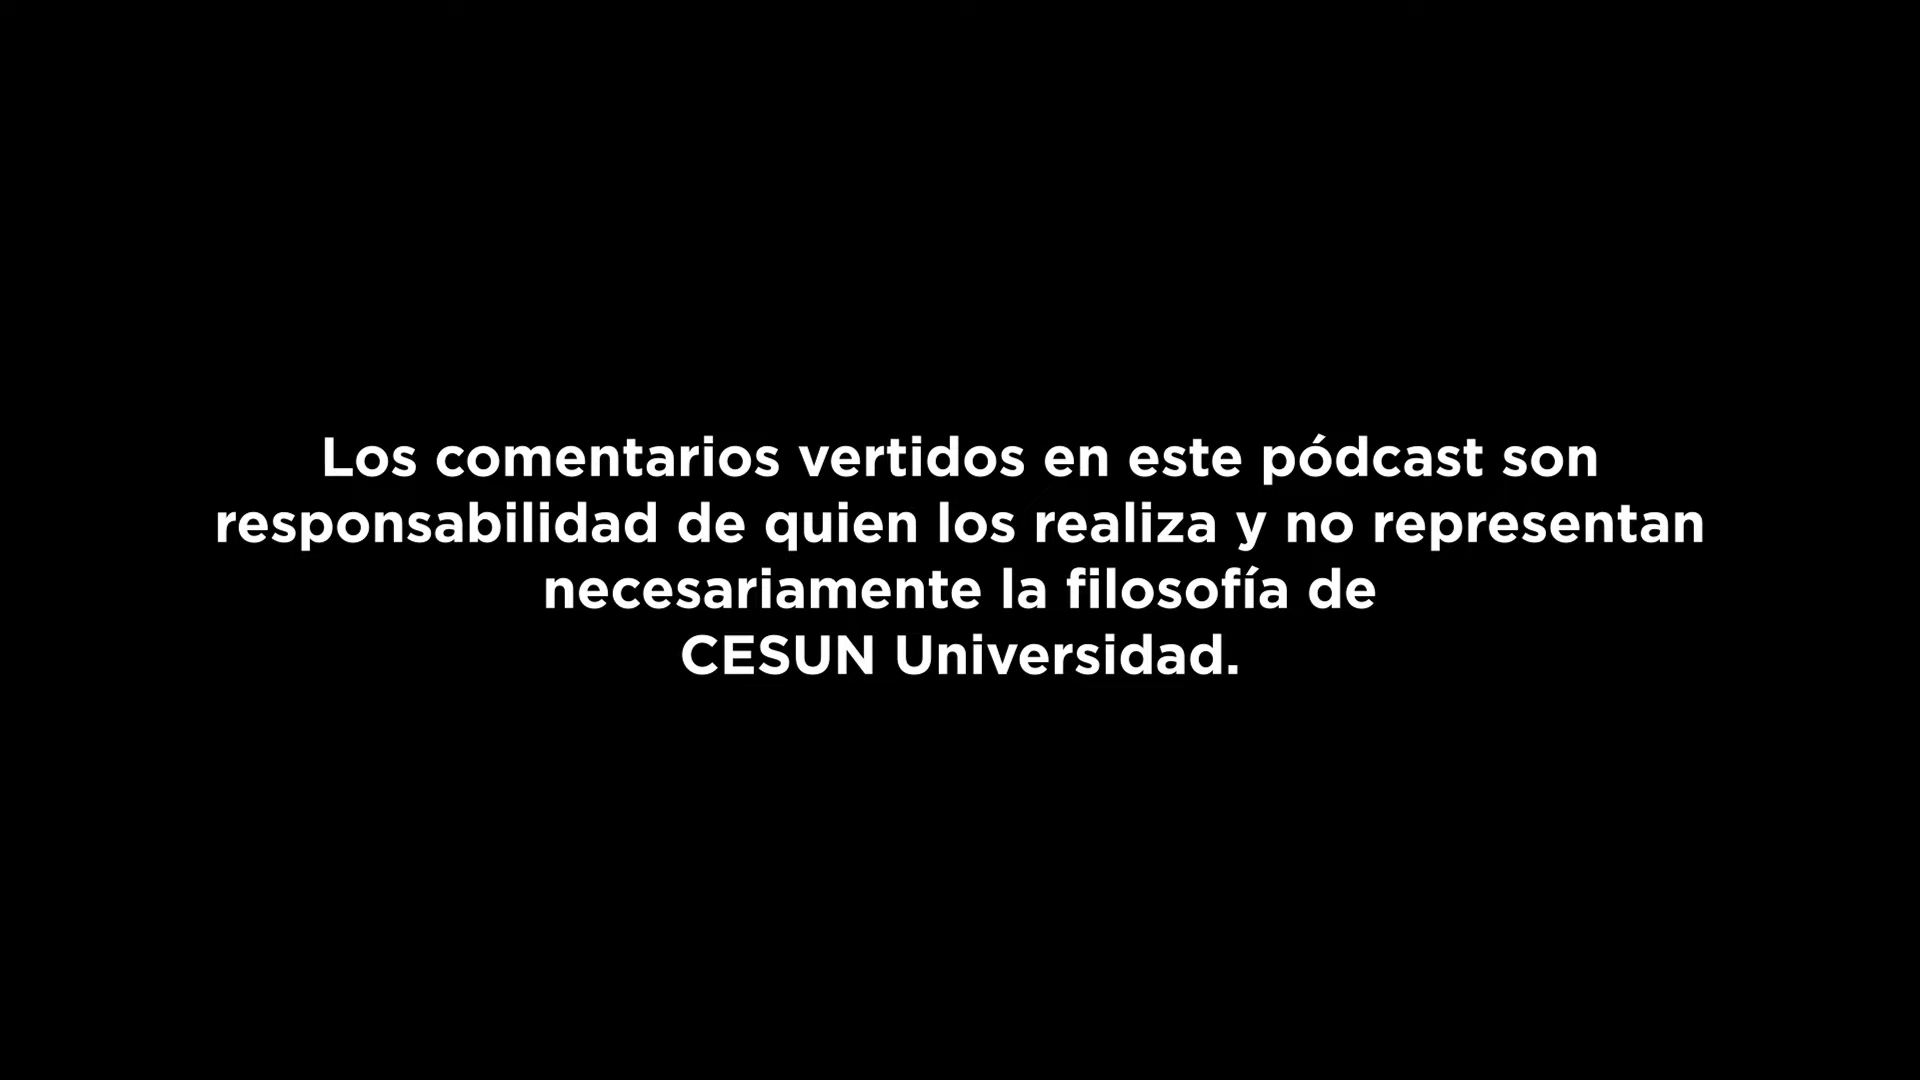 Los comentarios vertidos en este pódcast son
responsabilidad de quien los realiza y no representan
necesariamente la filosofía de
CESUN Universidad.